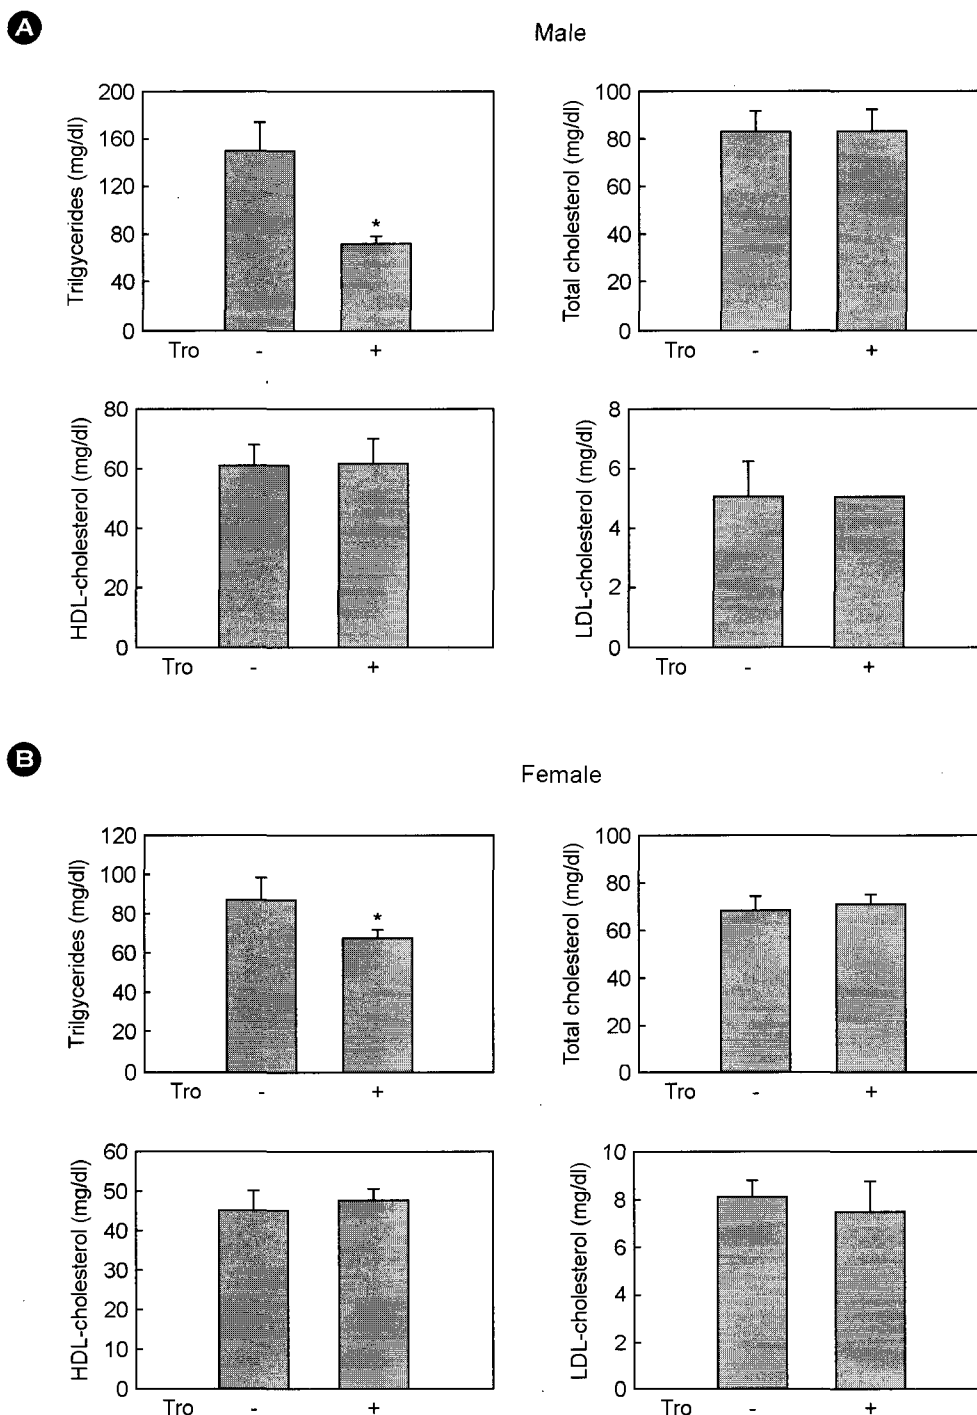 A
Male
Trilgycerides (mg/dl)
200
160
120
80
40
0
*
Tro - +
Total cholesterol (mg/dl)
100
80
60
40
20
0
Tro - +
HDL-cholesterol (mg/dl)
80
60
40
20
0
Tro - +
LDL-cholesterol (mg/dl)
8
6
4
2
0
Tro - +
B
Female
Trilgycerides (mg/dl)
120
100
80
60
40
20
0
*
Tro - +
Total cholesterol (mg/dl)
100
80
60
40
20
0
Tro - +
HDL-cholesterol (mg/dl)
60
50
40
30
20
10
0
Tro - +
LDL-cholesterol (mg/dl)
10
8
6
4
2
0
Tro - +